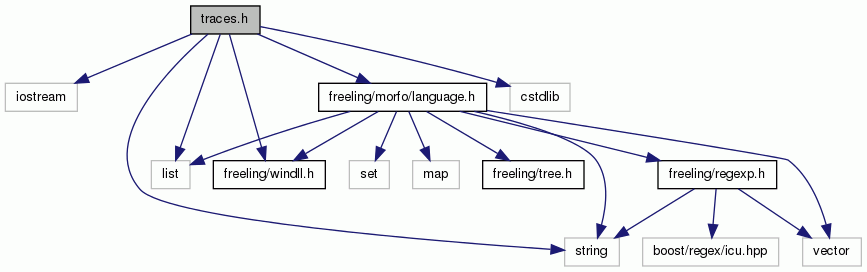 traces.h
iostream
freeling/morfo/language.h
cstdlib
list
freeling/windll.h
set
map
freeling/tree.h
freeling/regexp.h
string
boost/regex/icu.hpp
vector